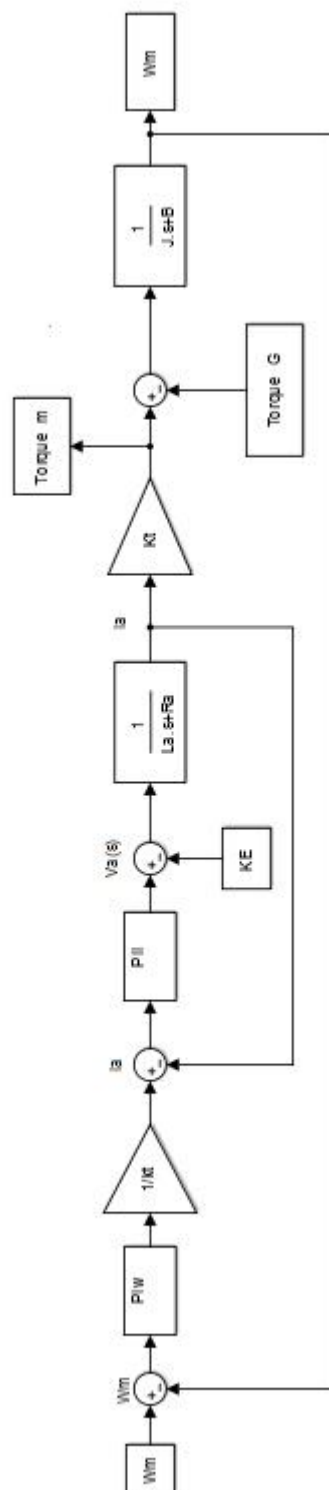 Wm
Wm
+ -
PIw
1/kt
Ia
+ -
PII
Va (s)
+ -
KE
1
La.s+Ra
Ia
Kt
Torque m
+ -
Torque G
1
J.s+B
Wm